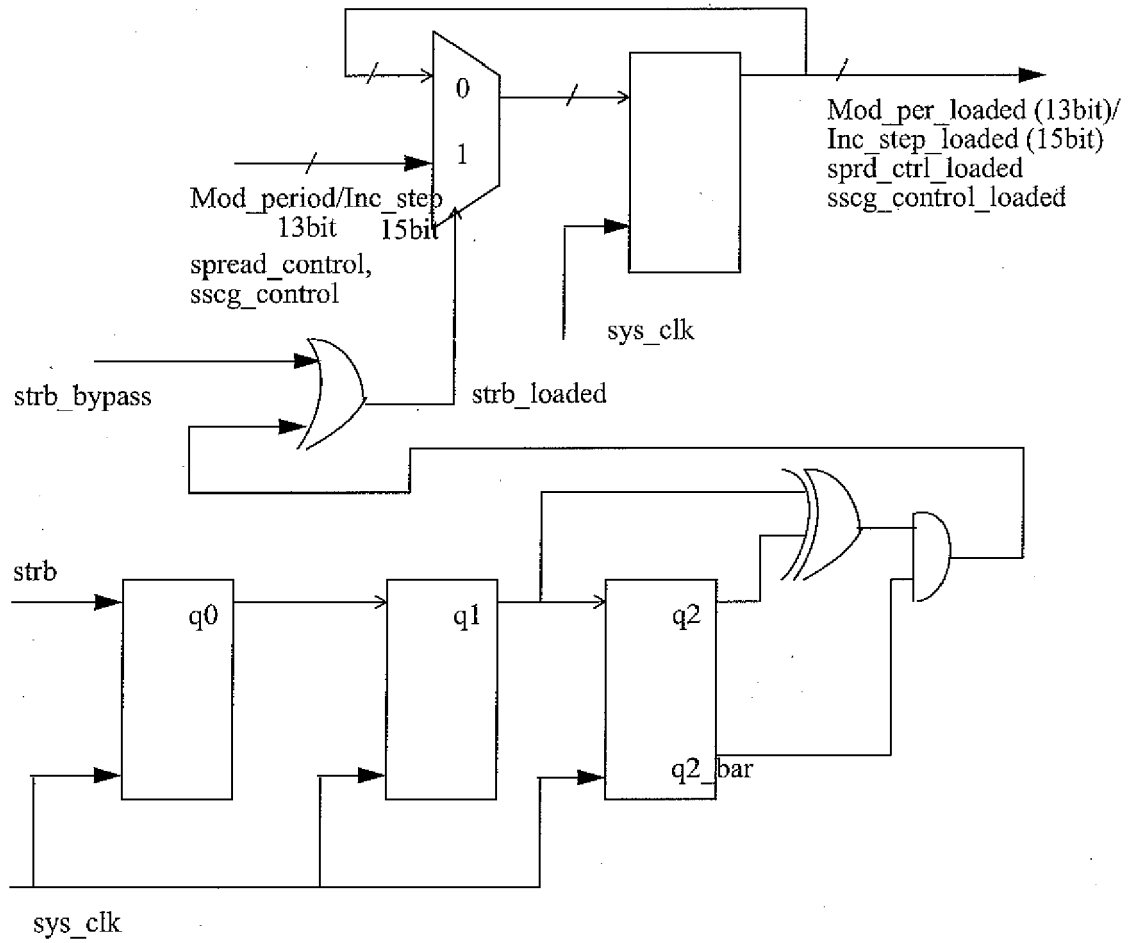 0
1
Mod_per_loaded (13bit)/
Inc_step_loaded (15bit)
sprd_ctrl_loaded
sscg_control_loaded
Mod_period/Inc_step
13bit 15bit
spread_control,
sscg_control
sys_clk
strb_bypass
strb_loaded
strb
q0
q1
q2
q2_bar
sys_clk